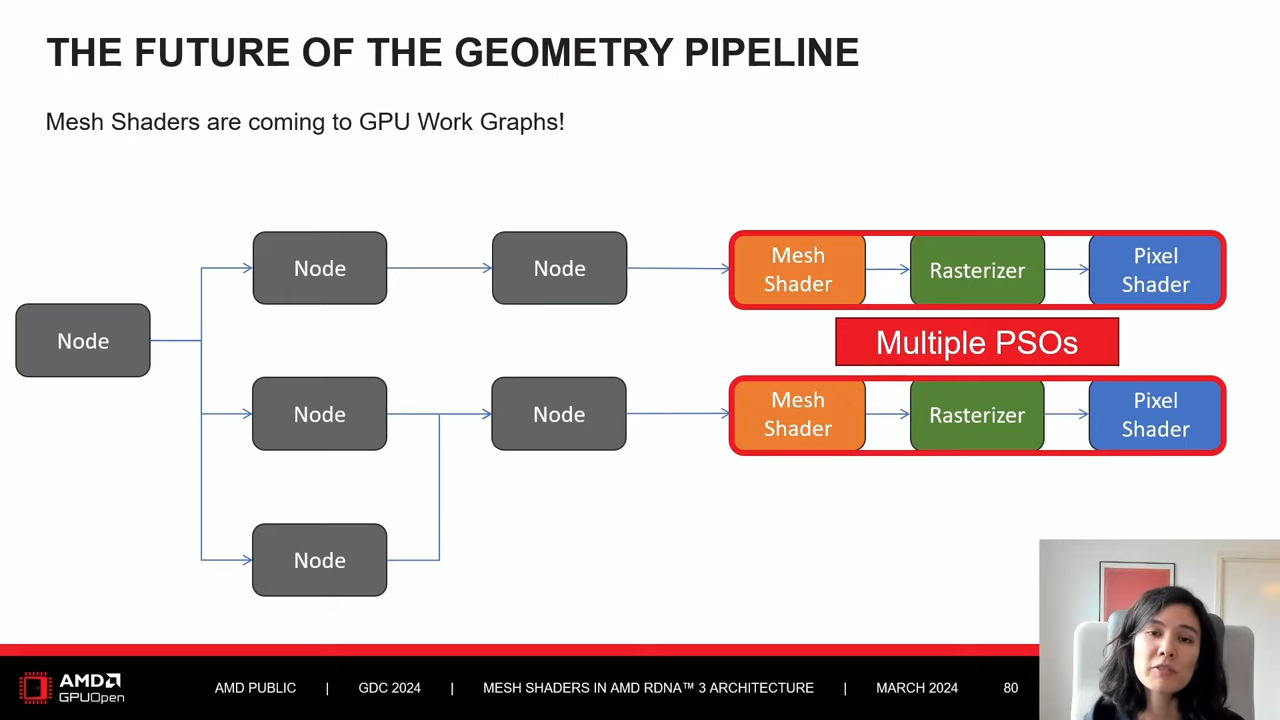 THE FUTURE OF THE GEOMETRY PIPELINE
Mesh Shaders are coming to GPU Work Graphs!
Node
Node
Node
Mesh
Shader
Rasterizer
Pixel
Shader
Multiple PSOs
Node
Node
Mesh
Shader
Rasterizer
Pixel
Shader
Node
AMD
GPUOpen
AMD PUBLIC | GDC 2024 | MESH SHADERS IN AMD RDNA™ 3 ARCHITECTURE | MARCH 2024 80